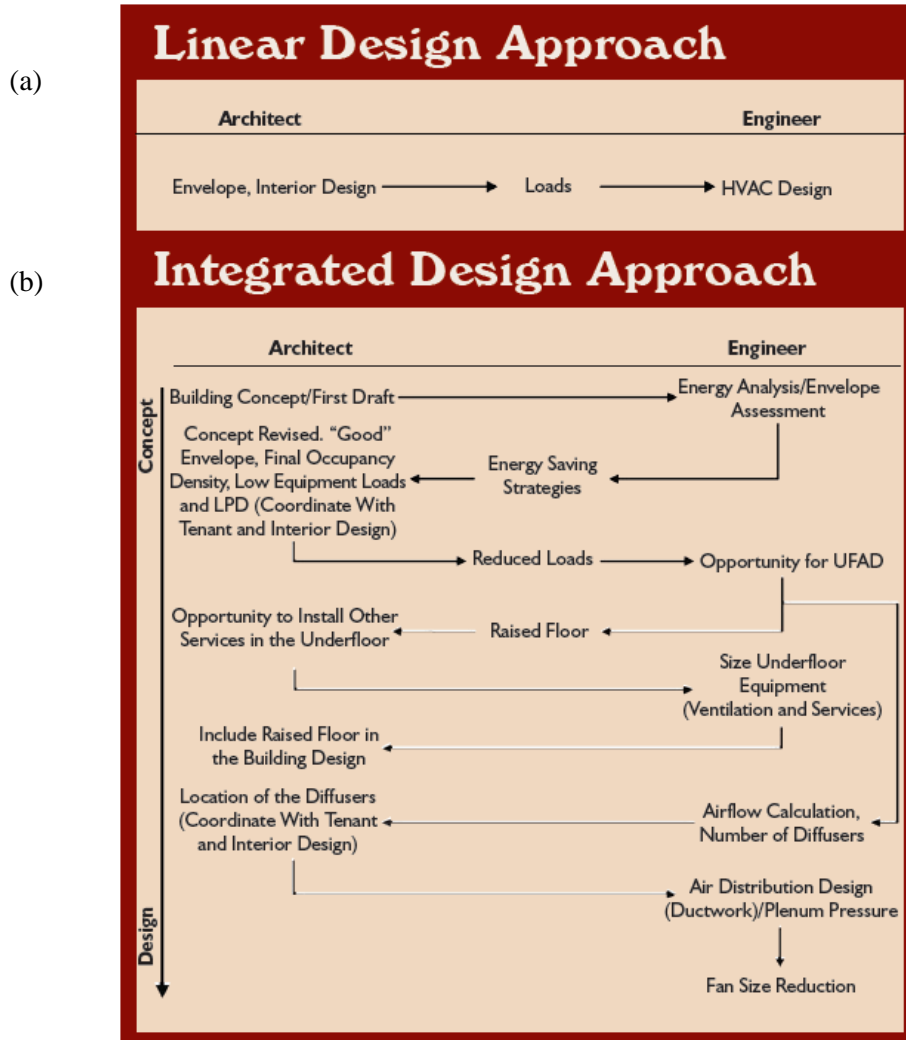 (a)
Linear Design Approach
Architect
Engineer
Envelope, Interior Design
Loads
HVAC Design
(b)
Integrated Design Approach
Architect
Engineer
Concept
Building Concept/First Draft
Energy Analysis/Envelope
Assessment
Concept Revised. “Good”
Envelope, Final Occupancy
Density, Low Equipment Loads
and LPD (Coordinate With
Tenant and Interior Design)
Energy Saving
Strategies
Reduced Loads
Opportunity for UFAD
Opportunity to Install Other
Services in the Underfloor
Raised Floor
Size Underfloor
Equipment
(Ventilation and Services)
Include Raised Floor in
the Building Design
Location of the Diffusers
(Coordinate With Tenant
and Interior Design)
Airflow Calculation,
Number of Diffusers
Air Distribution Design
(Ductwork)/Plenum Pressure
Design
Fan Size Reduction